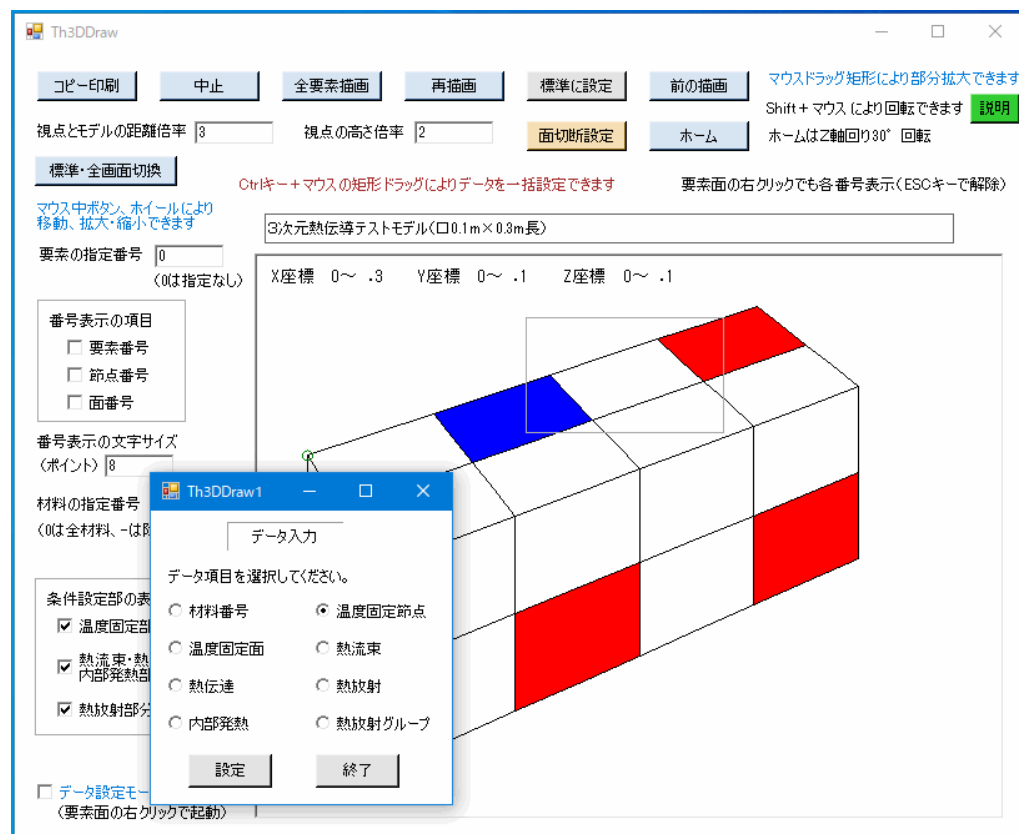 Th3DDraw
コピー印刷 中止 全要素描画 再描画 標準に設定 前の描画 マウスドラッグ矩形により部分拡大できます
Shift+マウス により回転できます 説明
視点とモデルの距離倍率 3 視点の高さ倍率 2 面切断設定 ホーム ホームはZ軸回り30° 回転
標準・全画面切換
Ctrlキー+マウスの矩形ドラッグによりデータを一括設定できます 要素面の右クリックでも各番号表示(ESCキーで解除)
マウス中ボタン、ホイールにより
移動、拡大・縮小できます
3次元熱伝導テストモデル(口0.1m×0.3m長)
要素の指定番号 0
(0は指定なし)
X座標 0~ .3 Y座標 0~ .1 Z座標 0~ .1
番号表示の項目
要素番号
節点番号
面番号
番号表示の文字サイズ
(ポイント) 8
材料の指定番号
(0は全材料、-は
条件設定部の表
温度固定部
熱流束・熱
内部発熱部
熱放射部分
データ設定モー
(要素面の右クリックで起動)
Th3DDraw1
データ入力
データ項目を選択してください。
材料番号 温度固定節点
温度固定面 熱流束
熱伝達 熱放射
内部発熱 熱放射グループ
設定 終了